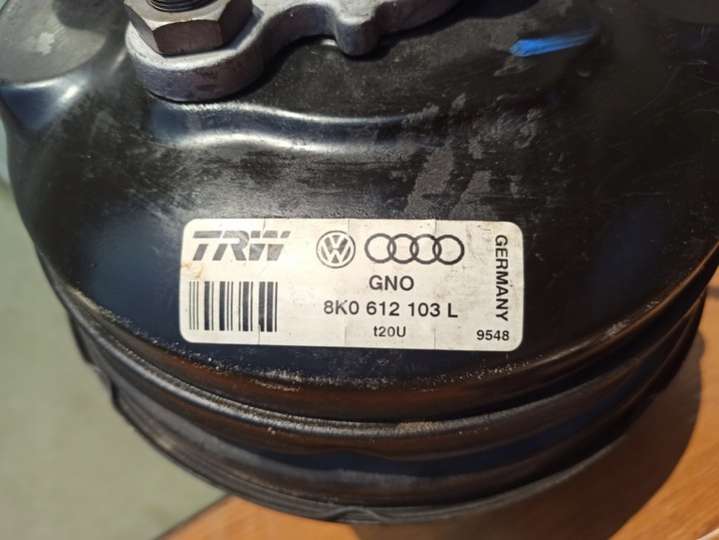 TRW
GNO
8K0 612 103 L
t20U
GERMANY
9548